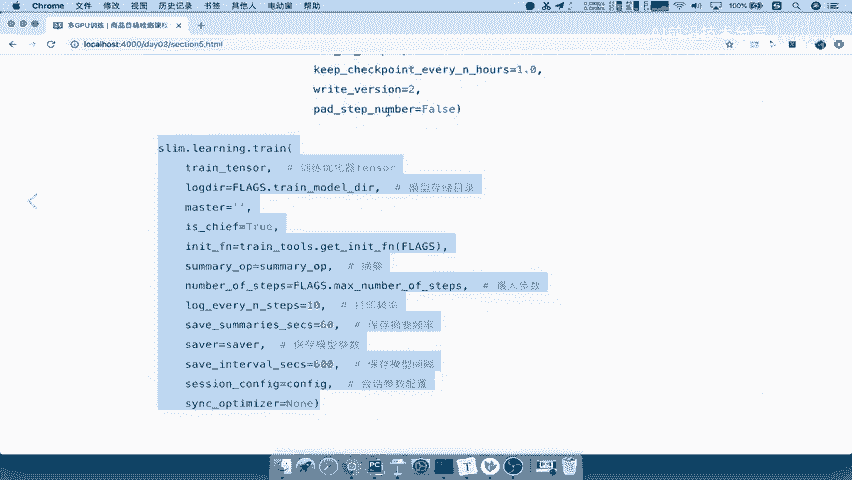 Chrome 文件 修改 视图 历史记录 书签 其他人 电动窗 帮助
100%
多GPU训练 | 商品自动
localhost:4000/day03/section5.html
keep_checkpoint_every_n_hours=1.0,
write_version=2,
pad_step_number=False)
slim.learning.train(
train_tensor, # 训练优化器tensor
logdir=FLAGS.train_model_dir, # 模型存储目录
master='',
is_chief=True,
init_fn=train_tools.get_init_fn(FLAGS),
summary_op=summary_op, # 摘要
number_of_steps=FLAGS.max_number_of_steps, # 最大步数
log_every_n_steps=10, # 打印频率
save_summaries_secs=60, # 保存摘要频率
saver=saver, # 保存模型参数
save_interval_secs=600, # 保存模型间隔
session_config=config, # 会话参数配置
sync_optimizer=None)